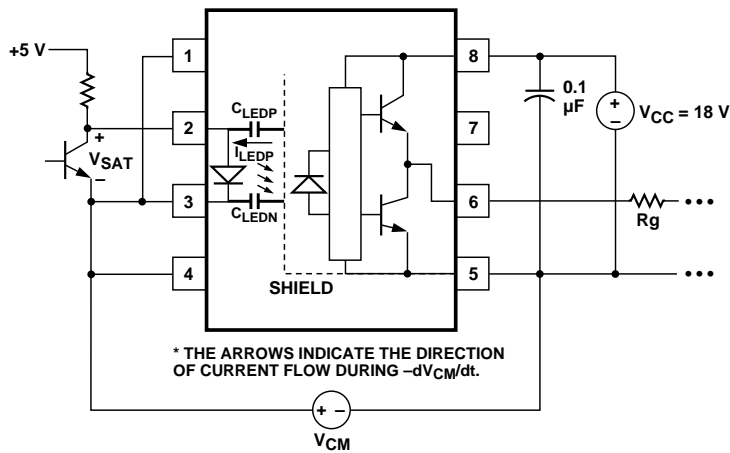 +5 V
1
8
C_LEDP
0.1
µF
+
−
V_CC = 18 V
2
+
V_SAT
−
I_LEDP
7
3
C_LEDN
6
Rg
•••
4
SHIELD
5
•••
* THE ARROWS INDICATE THE DIRECTION
OF CURRENT FLOW DURING –dV_CM/dt.
+ −
V_CM